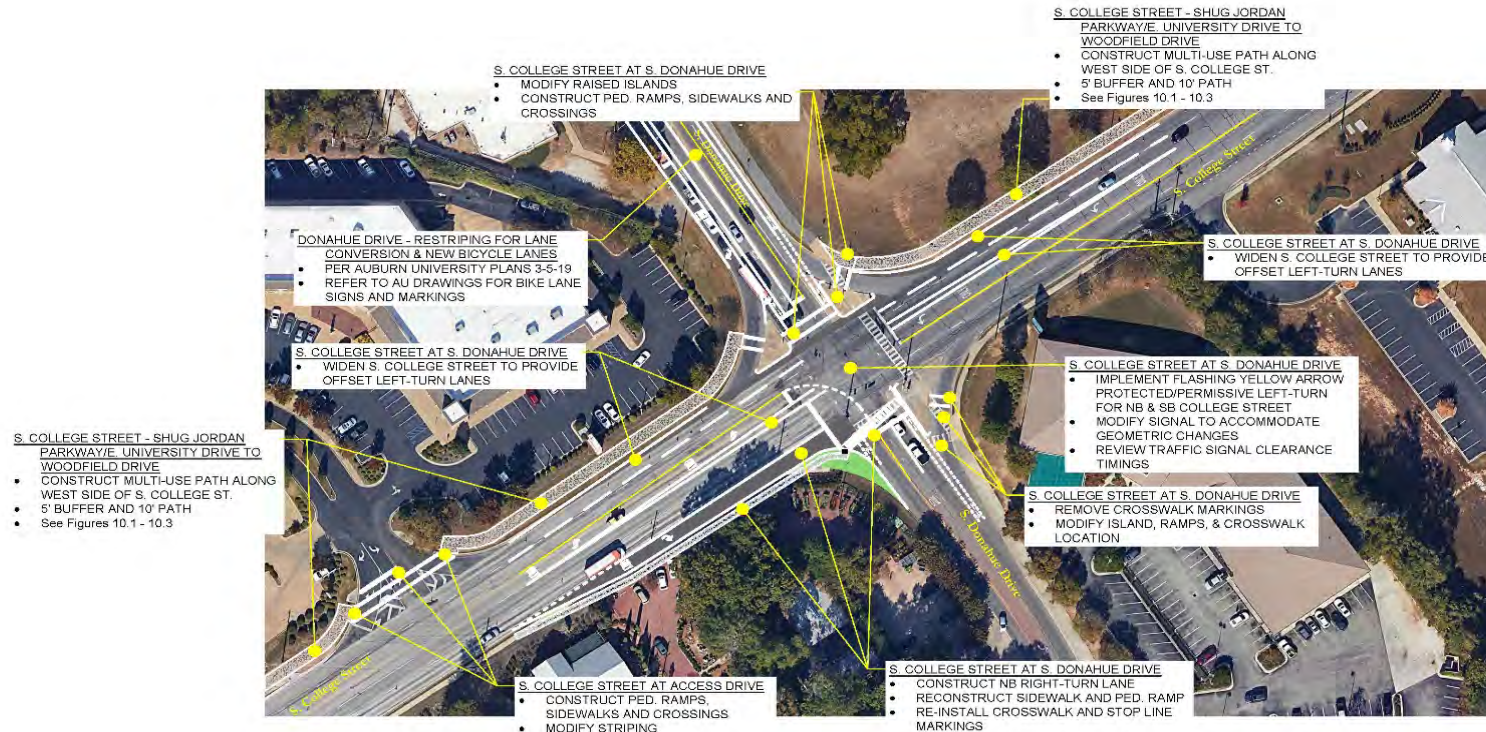 S. COLLEGE STREET - SHUG JORDAN
PARKWAY/E. UNIVERSITY DRIVE TO
WOODFIELD DRIVE
• CONSTRUCT MULTI-USE PATH ALONG
WEST SIDE OF S. COLLEGE ST.
• 5' BUFFER AND 10' PATH
• See Figures 10.1 - 10.3
S. COLLEGE STREET AT S. DONAHUE DRIVE
• MODIFY RAISED ISLANDS
• CONSTRUCT PED. RAMPS, SIDEWALKS AND
CROSSINGS
S. Donahue Drive
S. College Street
DONAHUE DRIVE - RESTRIPING FOR LANE
CONVERSION & NEW BICYCLE LANES
• PER AUBURN UNIVERSITY PLANS 3-5-19
• REFER TO AU DRAWINGS FOR BIKE LANE
SIGNS AND MARKINGS
S. COLLEGE STREET AT S. DONAHUE DRIVE
• WIDEN S. COLLEGE STREET TO PROVIDE
OFFSET LEFT-TURN LANES
S. COLLEGE STREET AT S. DONAHUE DRIVE
• WIDEN S. COLLEGE STREET TO PROVIDE
OFFSET LEFT-TURN LANES
S. COLLEGE STREET AT S. DONAHUE DRIVE
• IMPLEMENT FLASHING YELLOW ARROW
PROTECTED/PERMISSIVE LEFT-TURN
FOR NB & SB COLLEGE STREET
• MODIFY SIGNAL TO ACCOMMODATE
GEOMETRIC CHANGES
• REVIEW TRAFFIC SIGNAL CLEARANCE
TIMINGS
S. COLLEGE STREET - SHUG JORDAN
PARKWAY/E. UNIVERSITY DRIVE TO
WOODFIELD DRIVE
• CONSTRUCT MULTI-USE PATH ALONG
WEST SIDE OF S. COLLEGE ST.
• 5' BUFFER AND 10' PATH
• See Figures 10.1 - 10.3
S. COLLEGE STREET AT S. DONAHUE DRIVE
• REMOVE CROSSWALK MARKINGS
• MODIFY ISLAND, RAMPS, & CROSSWALK
LOCATION
S. Donahue Drive
S. College Street
S. COLLEGE STREET AT ACCESS DRIVE
• CONSTRUCT PED. RAMPS,
SIDEWALKS AND CROSSINGS
• MODIFY STRIPING
S. COLLEGE STREET AT S. DONAHUE DRIVE
• CONSTRUCT NB RIGHT-TURN LANE
• RECONSTRUCT SIDEWALK AND PED. RAMP
• RE-INSTALL CROSSWALK AND STOP LINE
MARKINGS